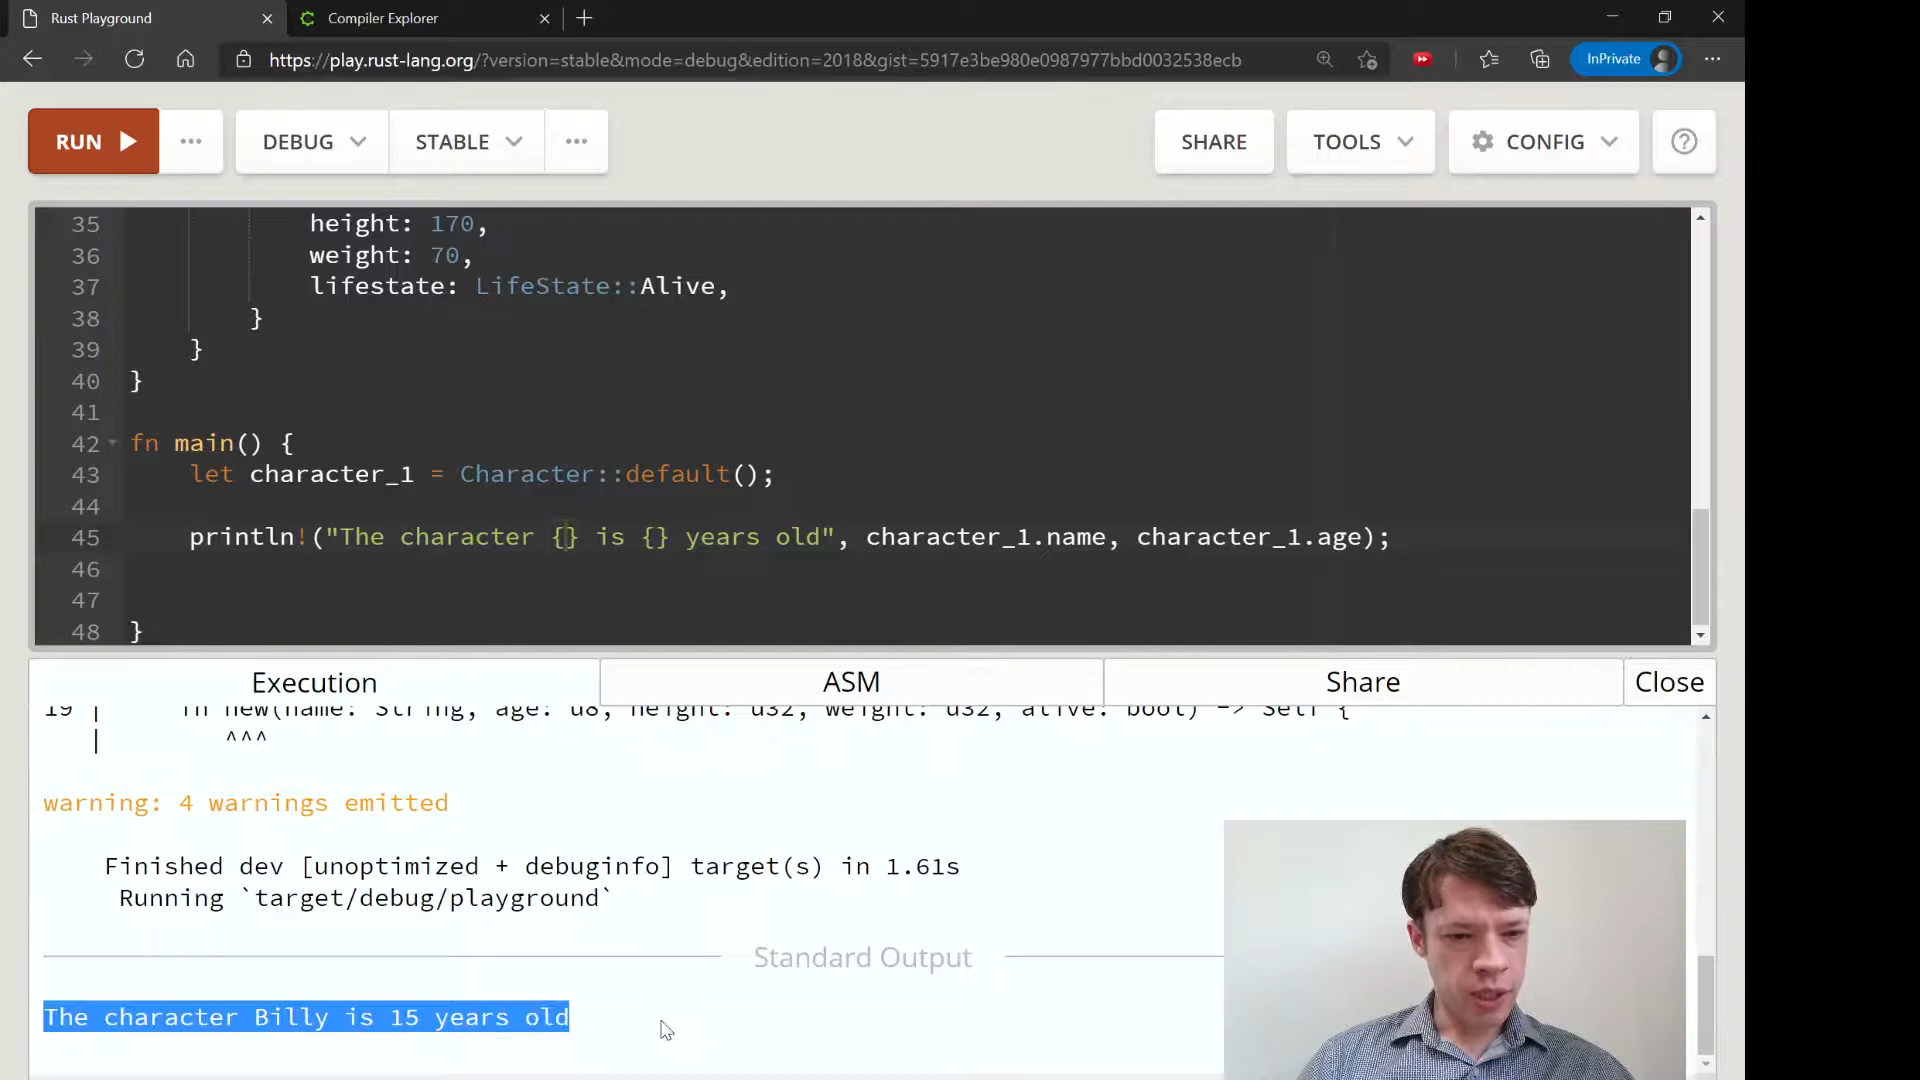 Rust Playground
Compiler Explorer
https://play.rust-lang.org/?version=stable&mode=debug&edition=2018&gist=5917e3be980e0987977bbd0032538ecb
InPrivate
RUN
DEBUG
STABLE
SHARE
TOOLS
CONFIG
35 height: 170,
36 weight: 70,
37 lifestate: LifeState::Alive,
38 }
39 }
40 }
41
42 fn main() {
43 let character_1 = Character::default();
44
45 println!("The character {} is {} years old", character_1.name, character_1.age);
46
47
48 }
Execution
ASM
Share
Close
19 | fn new(name: String, age: u8, height: u32, weight: u32, alive: bool) -> Self {
| ^^^
warning: 4 warnings emitted
Finished dev [unoptimized + debuginfo] target(s) in 1.61s
Running `target/debug/playground`
Standard Output
The character Billy is 15 years old